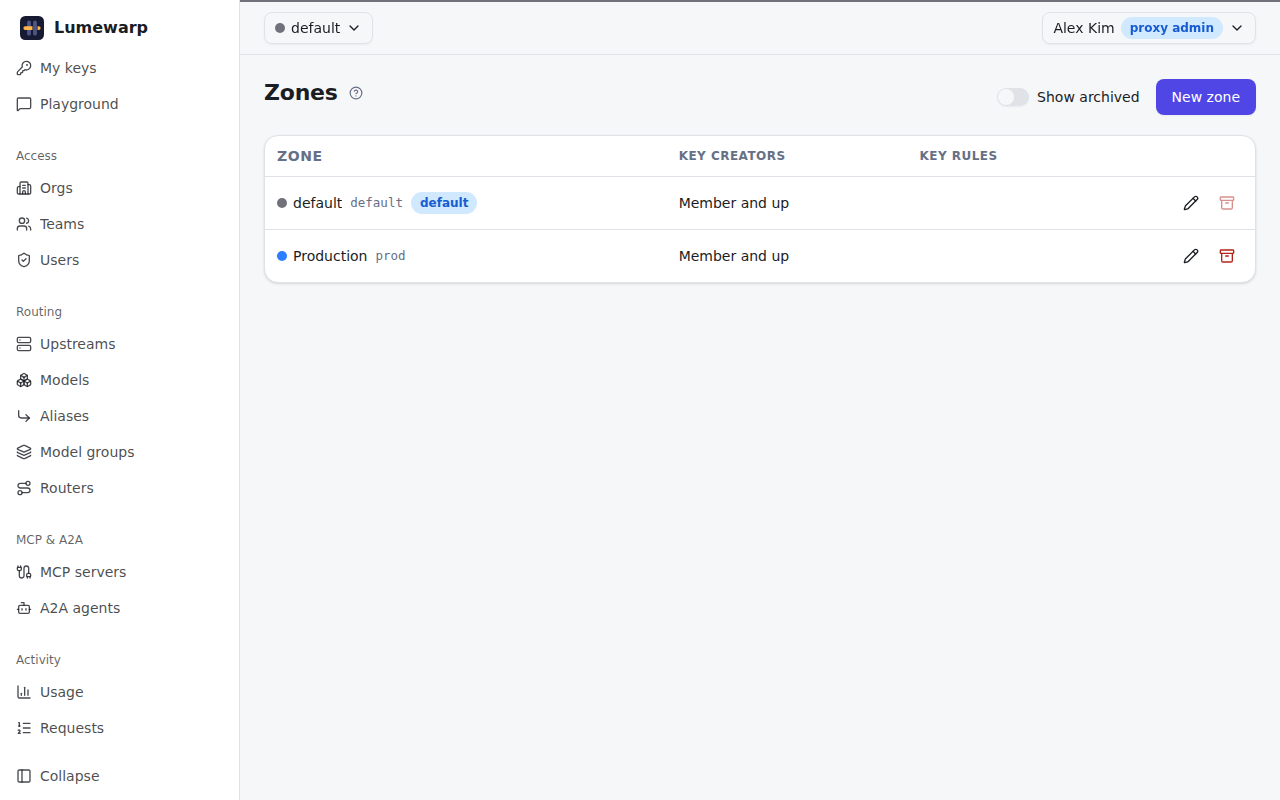 Lumewarp
My keys
Playground
Access
Orgs
Teams
Users
Routing
Upstreams
Models
Aliases
Model groups
Routers
MCP & A2A
MCP servers
A2A agents
Activity
Usage
Requests
Collapse
default
Alex Kim proxy admin
Zones
Show archived
New zone
ZONE KEY CREATORS KEY RULES
default default default Member and up
Production prod Member and up